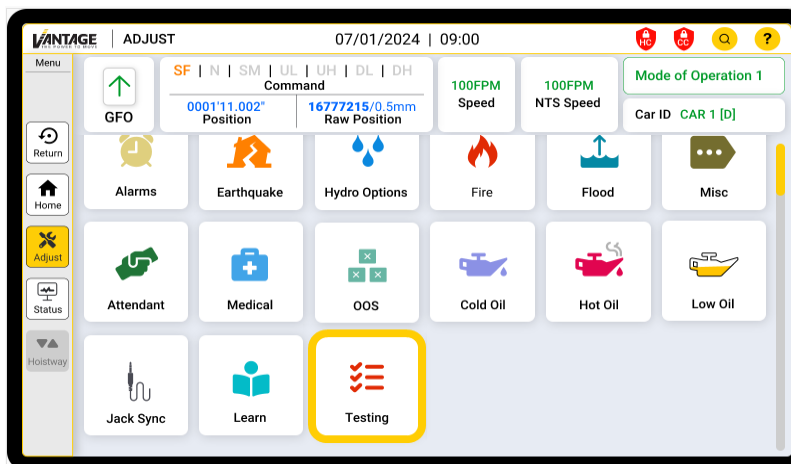 VANTAGE
THE POWER TO MOVE
ADJUST
07/01/2024 | 09:00
HC
CC
?
Menu
Return
Home
Adjust
Status
Hoistway
GFO
SF | N | SM | UL | UH | DL | DH
Command
0001'11.002"
Position
16777215/0.5mm
Raw Position
100FPM
Speed
100FPM
NTS Speed
Mode of Operation 1
Car ID CAR 1 [D]
Alarms
Earthquake
Hydro Options
Fire
Flood
Misc
Attendant
Medical
OOS
Cold Oil
Hot Oil
Low Oil
Jack Sync
Learn
Testing